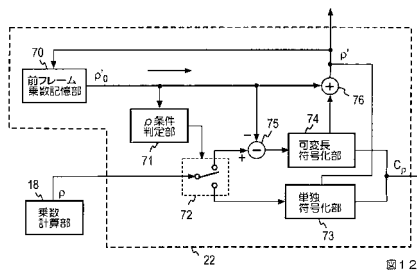 ρ'
70
前フレーム
乗数記憶部
ρ'₀
ρ条件
判定部
71
75
−
+
−
+
76
74
可変長
符号化部
Cρ
18
ρ
乗数
計算部
72
単独
符号化部
73
22
図12